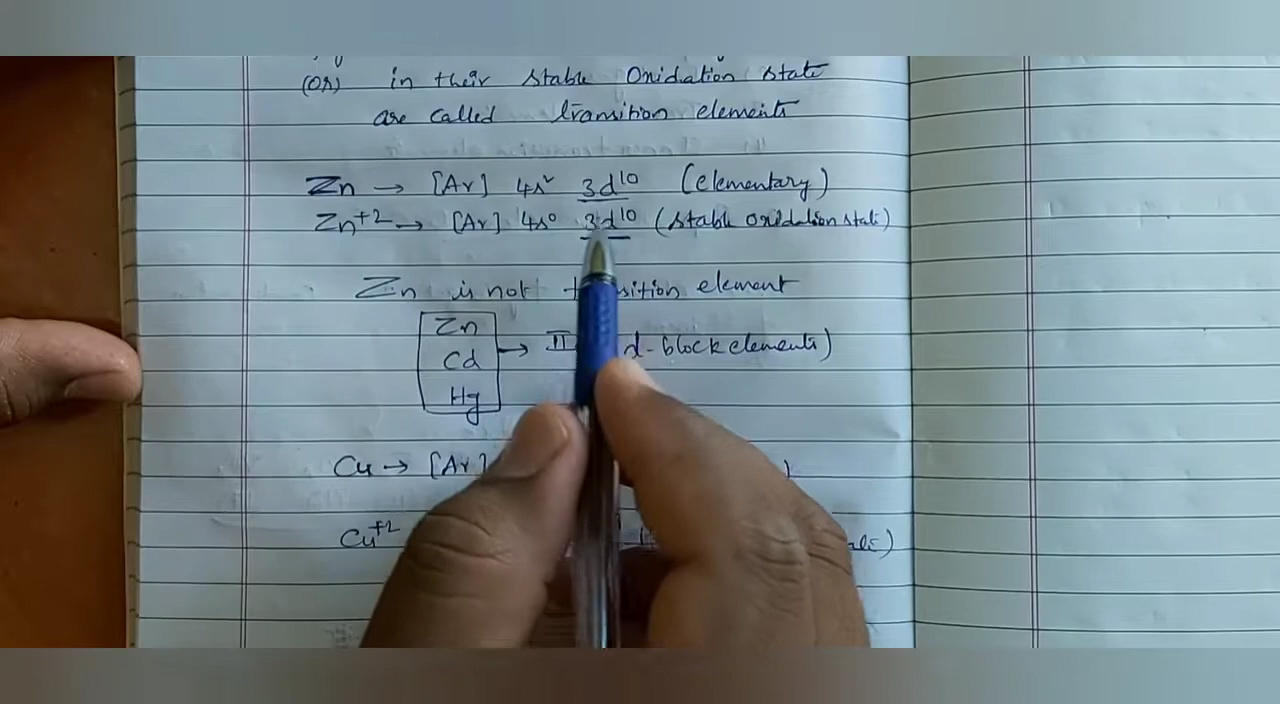 (OR) in their stable Oxidation state
are called transition elements
Zn → [Ar] 4s² 3d¹⁰ (elementary)
Zn⁺² → [Ar] 4s⁰ 3d¹⁰ (stable oxidation state)
Zn is not element
Zn
Cd → II d-block elements)
Hg
Cu → [Ar]
Cu⁺²